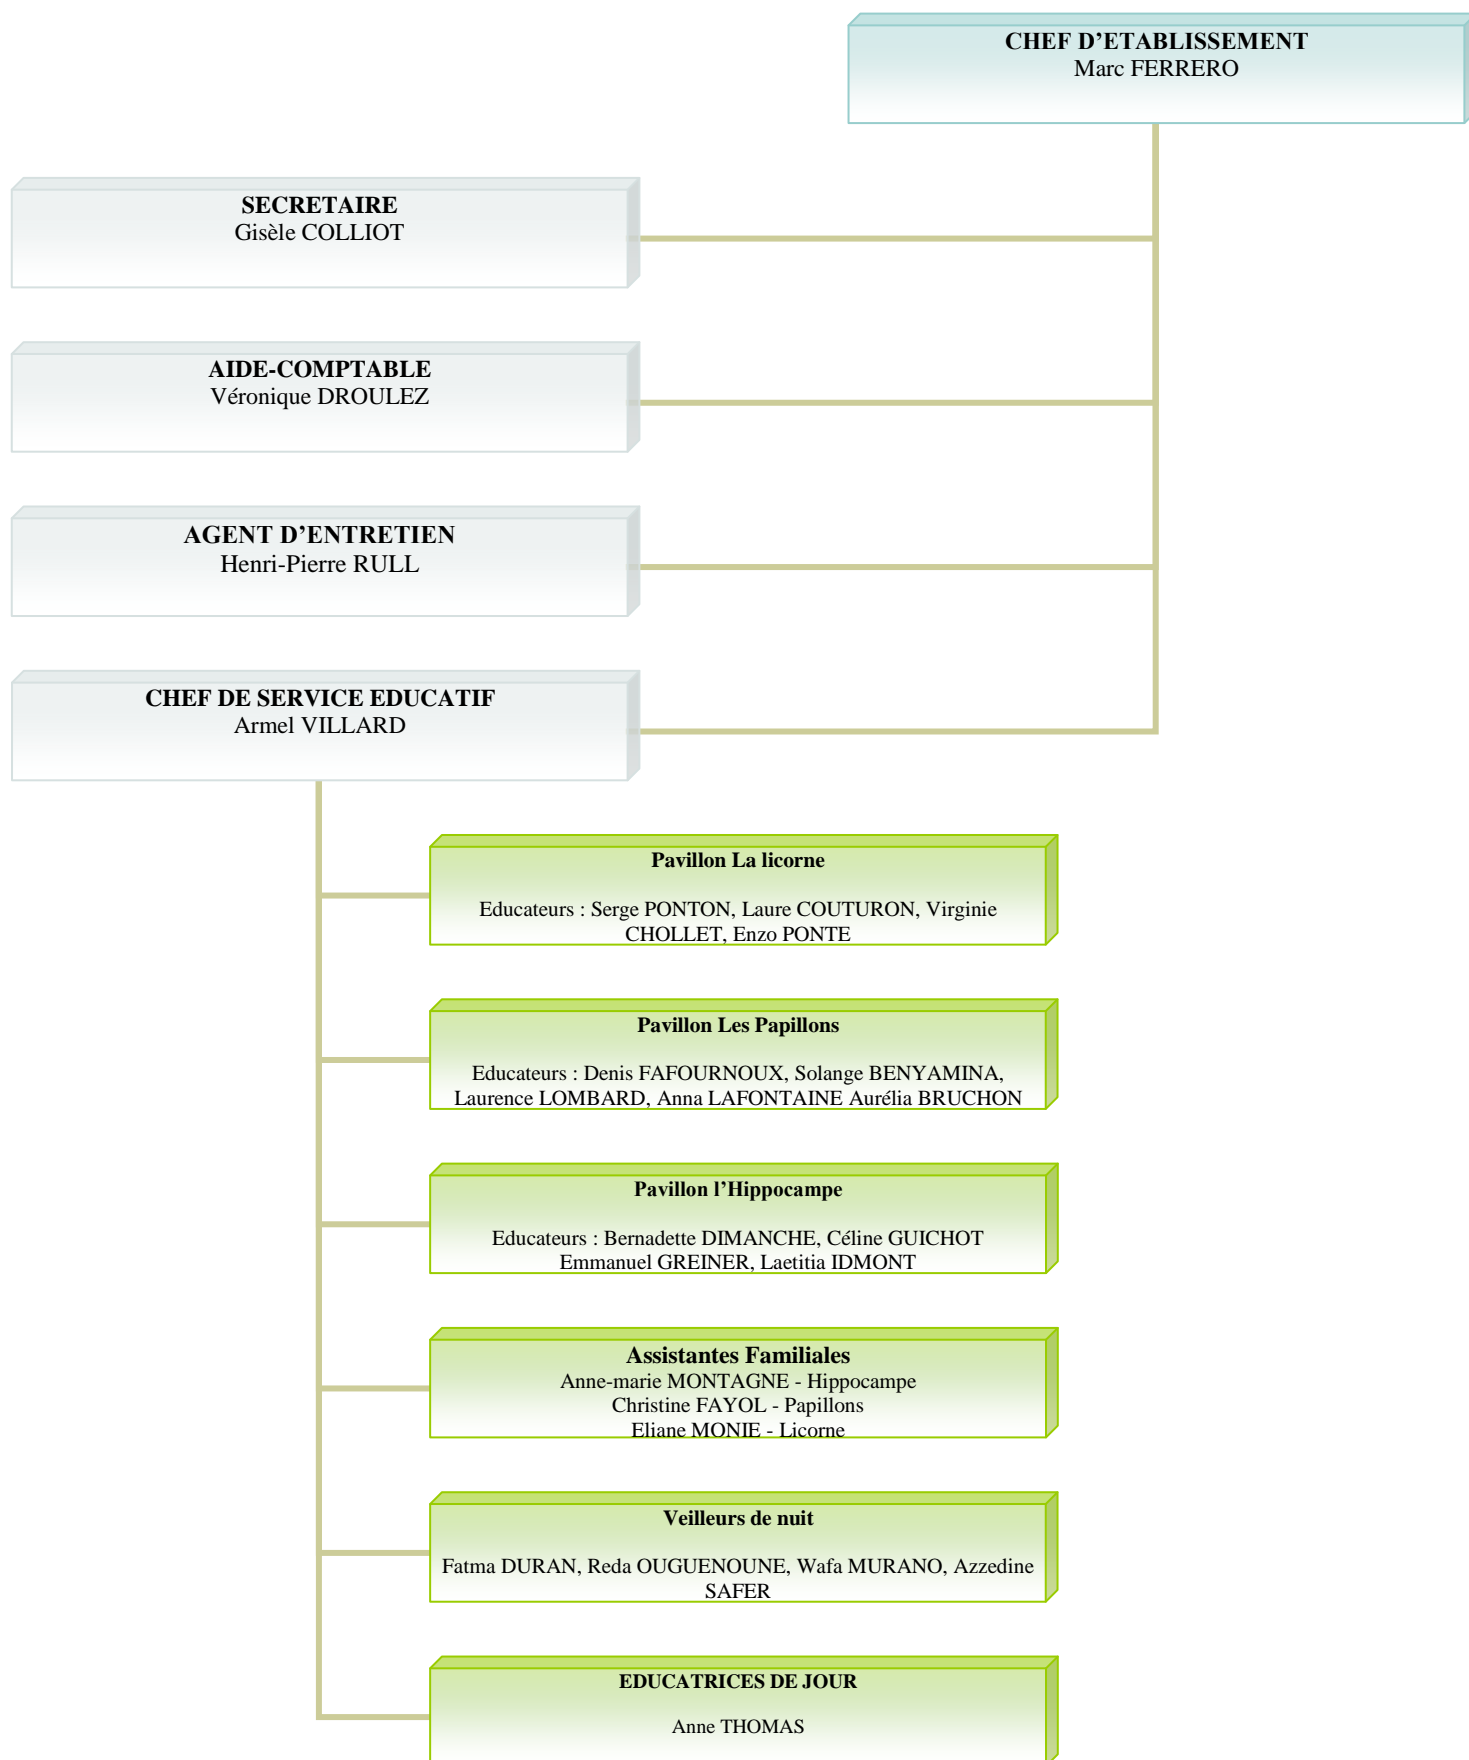 CHEF D’ETABLISSEMENT
Marc FERRERO
SECRETAIRE
Gisèle COLLIOT
AIDE-COMPTABLE
Véronique DROULEZ
AGENT D’ENTRETIEN
Henri-Pierre RULL
CHEF DE SERVICE EDUCATIF
Armel VILLARD
Pavillon La licorne
Educateurs : Serge PONTON, Laure COUTURON, Virginie
CHOLLET, Enzo PONTE
Pavillon Les Papillons
Educateurs : Denis FAFOURNOUX, Solange BENYAMINA,
Laurence LOMBARD, Anna LAFONTAINE Aurélia BRUCHON
Pavillon l’Hippocampe
Educateurs : Bernadette DIMANCHE, Céline GUICHOT
Emmanuel GREINER, Laetitia IDMONT
Assistantes Familiales
Anne-marie MONTAGNE - Hippocampe
Christine FAYOL - Papillons
Eliane MONIE - Licorne
Veilleurs de nuit
Fatma DURAN, Reda OUGUENOUNE, Wafa MURANO, Azzedine
SAFER
EDUCATRICES DE JOUR
Anne THOMAS